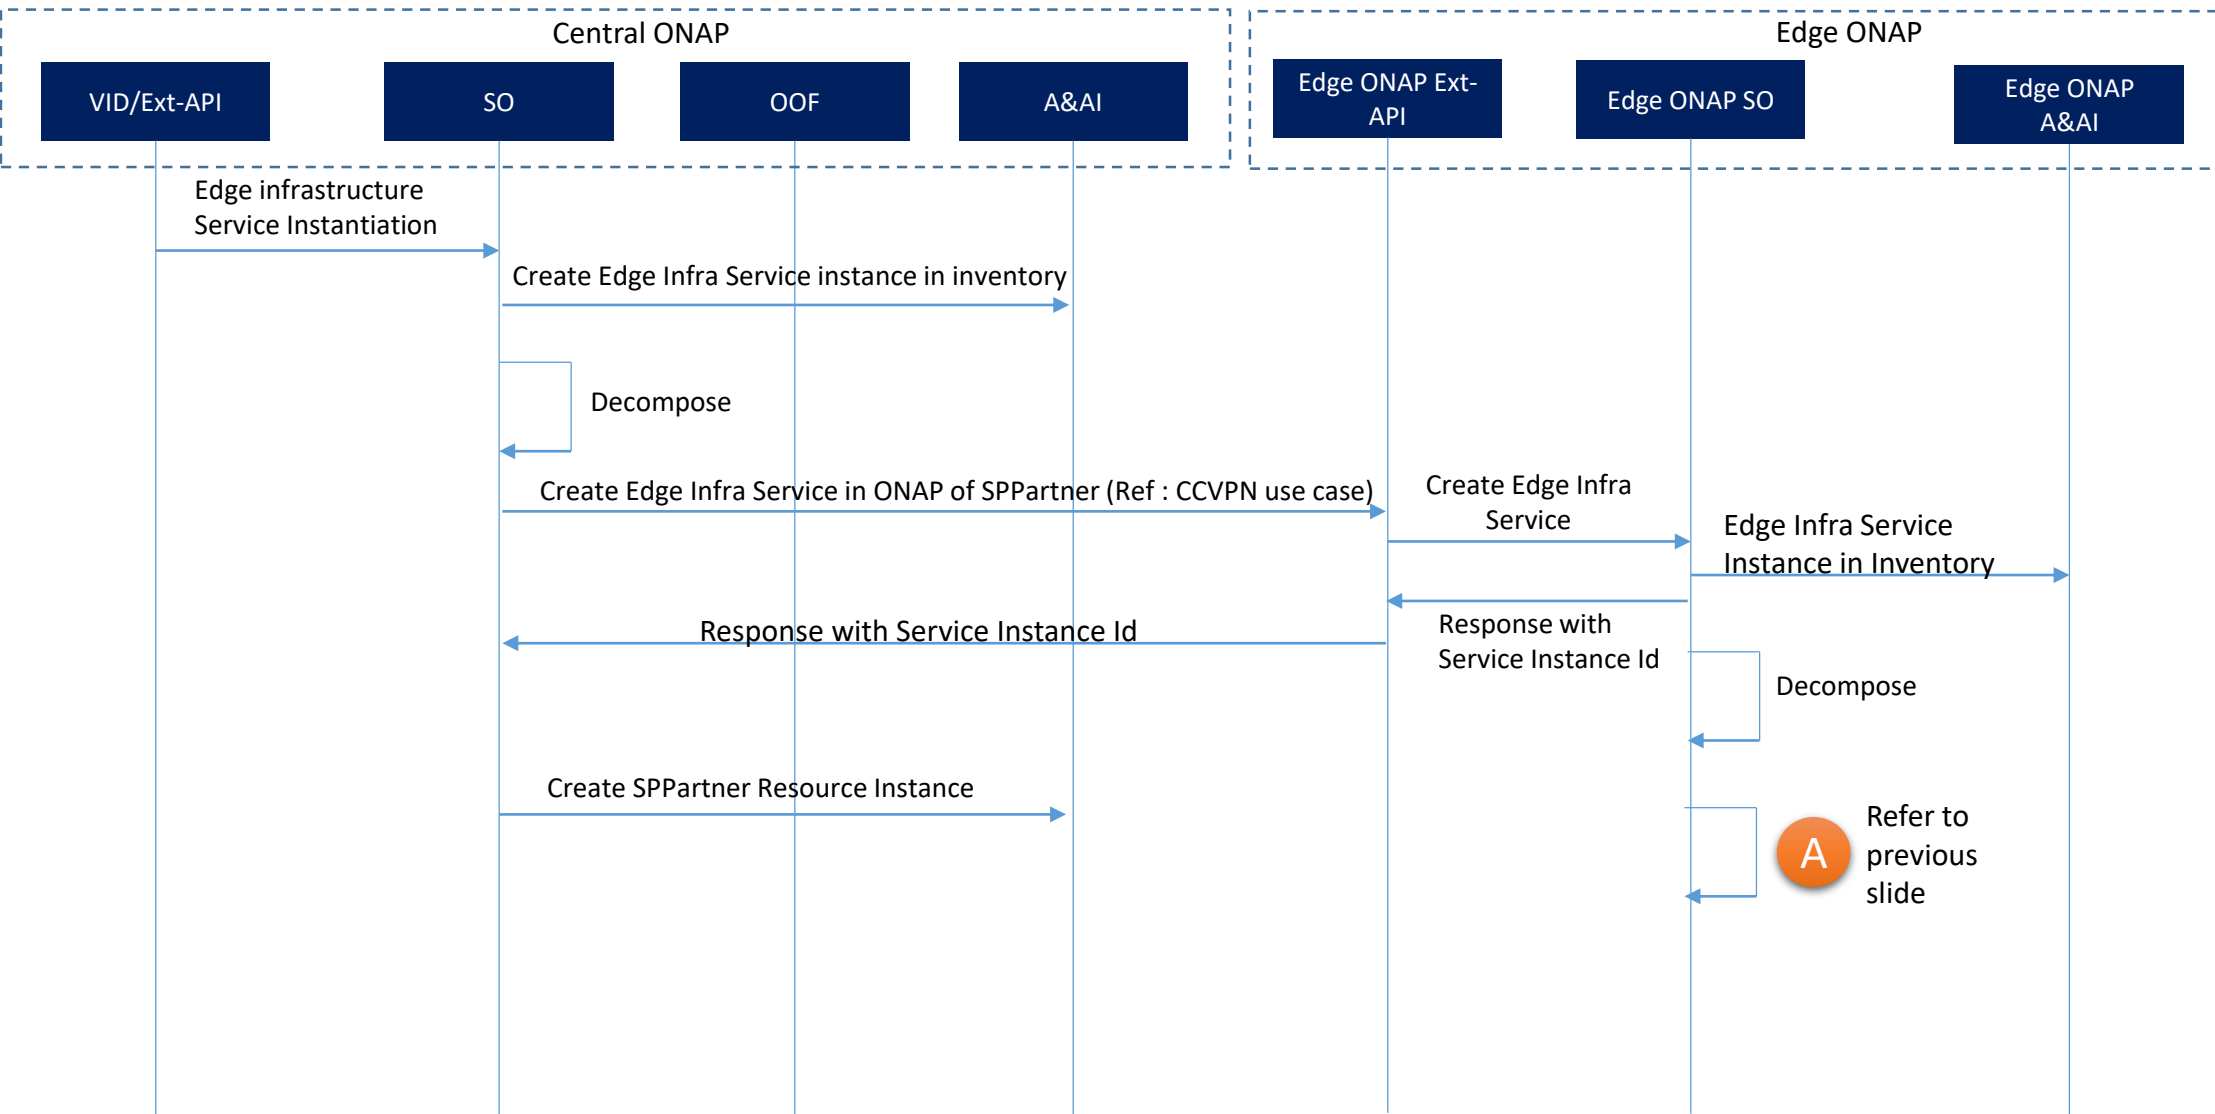 Central ONAP
Edge ONAP
VID/Ext-API
SO
OOF
A&AI
Edge ONAP Ext-
API
Edge ONAP SO
Edge ONAP
A&AI
Edge infrastructure
Service Instantiation
Create Edge Infra Service instance in inventory
Decompose
Create Edge Infra Service in ONAP of SPPartner (Ref : CCVPN use case)
Create Edge Infra
Service
Edge Infra Service
Instance in Inventory
Response with Service Instance Id
Response with
Service Instance Id
Decompose
Create SPPartner Resource Instance
A
Refer to
previous
slide